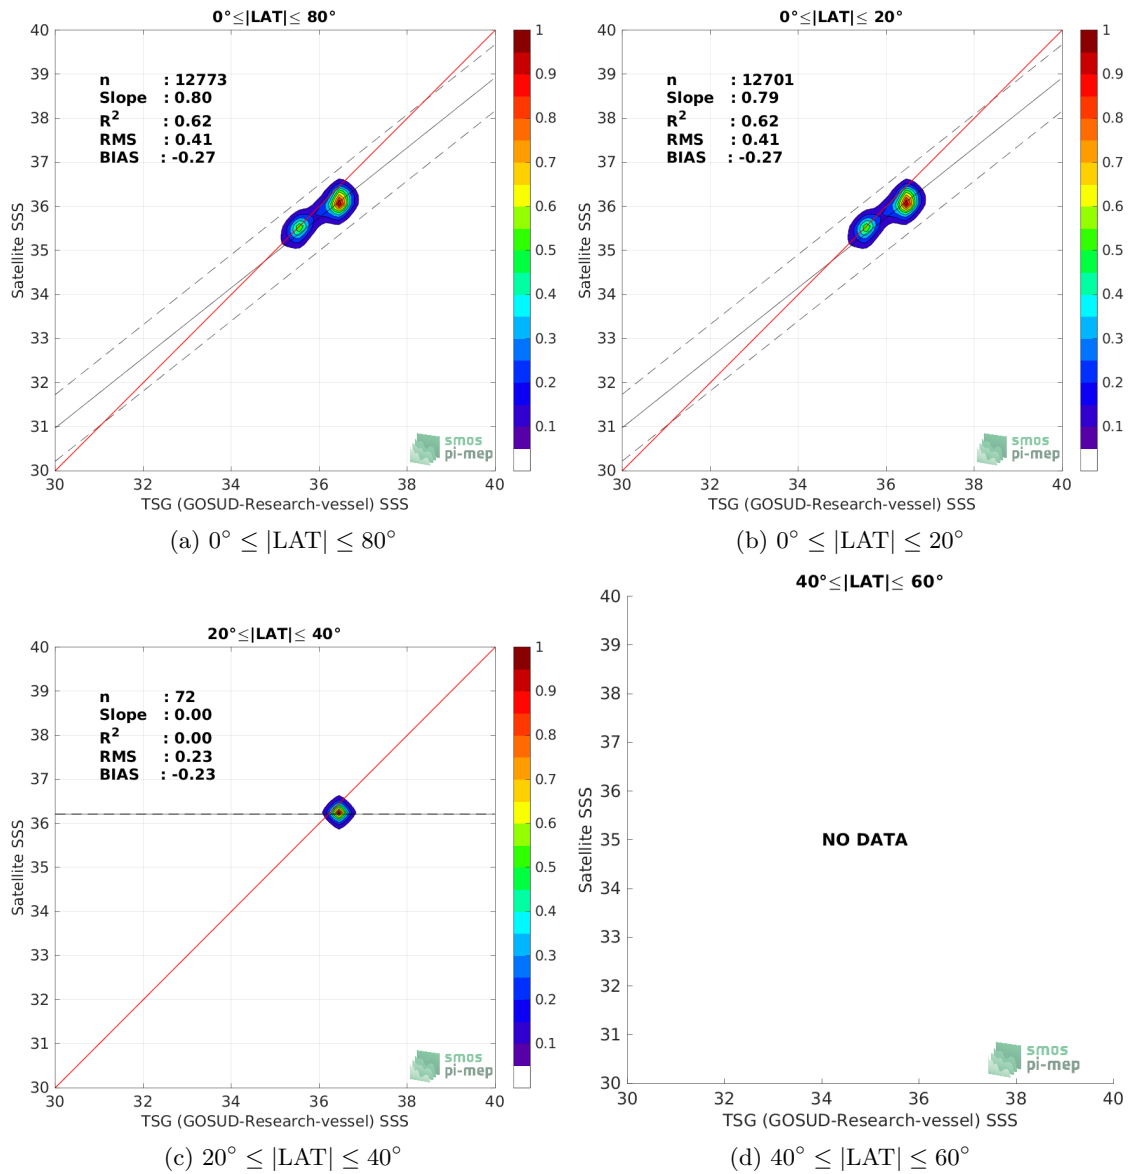 0°≤|LAT|≤ 80°
40
39
38
37
36
35
34
33
32
31
30
n : 12773
Slope : 0.80
R² : 0.62
RMS : 0.41
BIAS : -0.27
Satellite SSS
30 32 34 36 38 40
TSG (GOSUD-Research-vessel) SSS
1
0.9
0.8
0.7
0.6
0.5
0.4
0.3
0.2
0.1
smos
pi-mep
(a) 0° ≤ |LAT| ≤ 80°
0°≤|LAT|≤ 20°
40
39
38
37
36
35
34
33
32
31
30
n : 12701
Slope : 0.79
R² : 0.62
RMS : 0.41
BIAS : -0.27
Satellite SSS
30 32 34 36 38 40
TSG (GOSUD-Research-vessel) SSS
1
0.9
0.8
0.7
0.6
0.5
0.4
0.3
0.2
0.1
smos
pi-mep
(b) 0° ≤ |LAT| ≤ 20°
20°≤|LAT|≤ 40°
40
39
38
37
36
35
34
33
32
31
30
n : 72
Slope : 0.00
R² : 0.00
RMS : 0.23
BIAS : -0.23
Satellite SSS
30 32 34 36 38 40
TSG (GOSUD-Research-vessel) SSS
1
0.9
0.8
0.7
0.6
0.5
0.4
0.3
0.2
0.1
smos
pi-mep
(c) 20° ≤ |LAT| ≤ 40°
40°≤|LAT|≤ 60°
40
39
38
37
36
35
34
33
32
31
30
Satellite SSS
NO DATA
30 32 34 36 38 40
TSG (GOSUD-Research-vessel) SSS
smos
pi-mep
(d) 40° ≤ |LAT| ≤ 60°